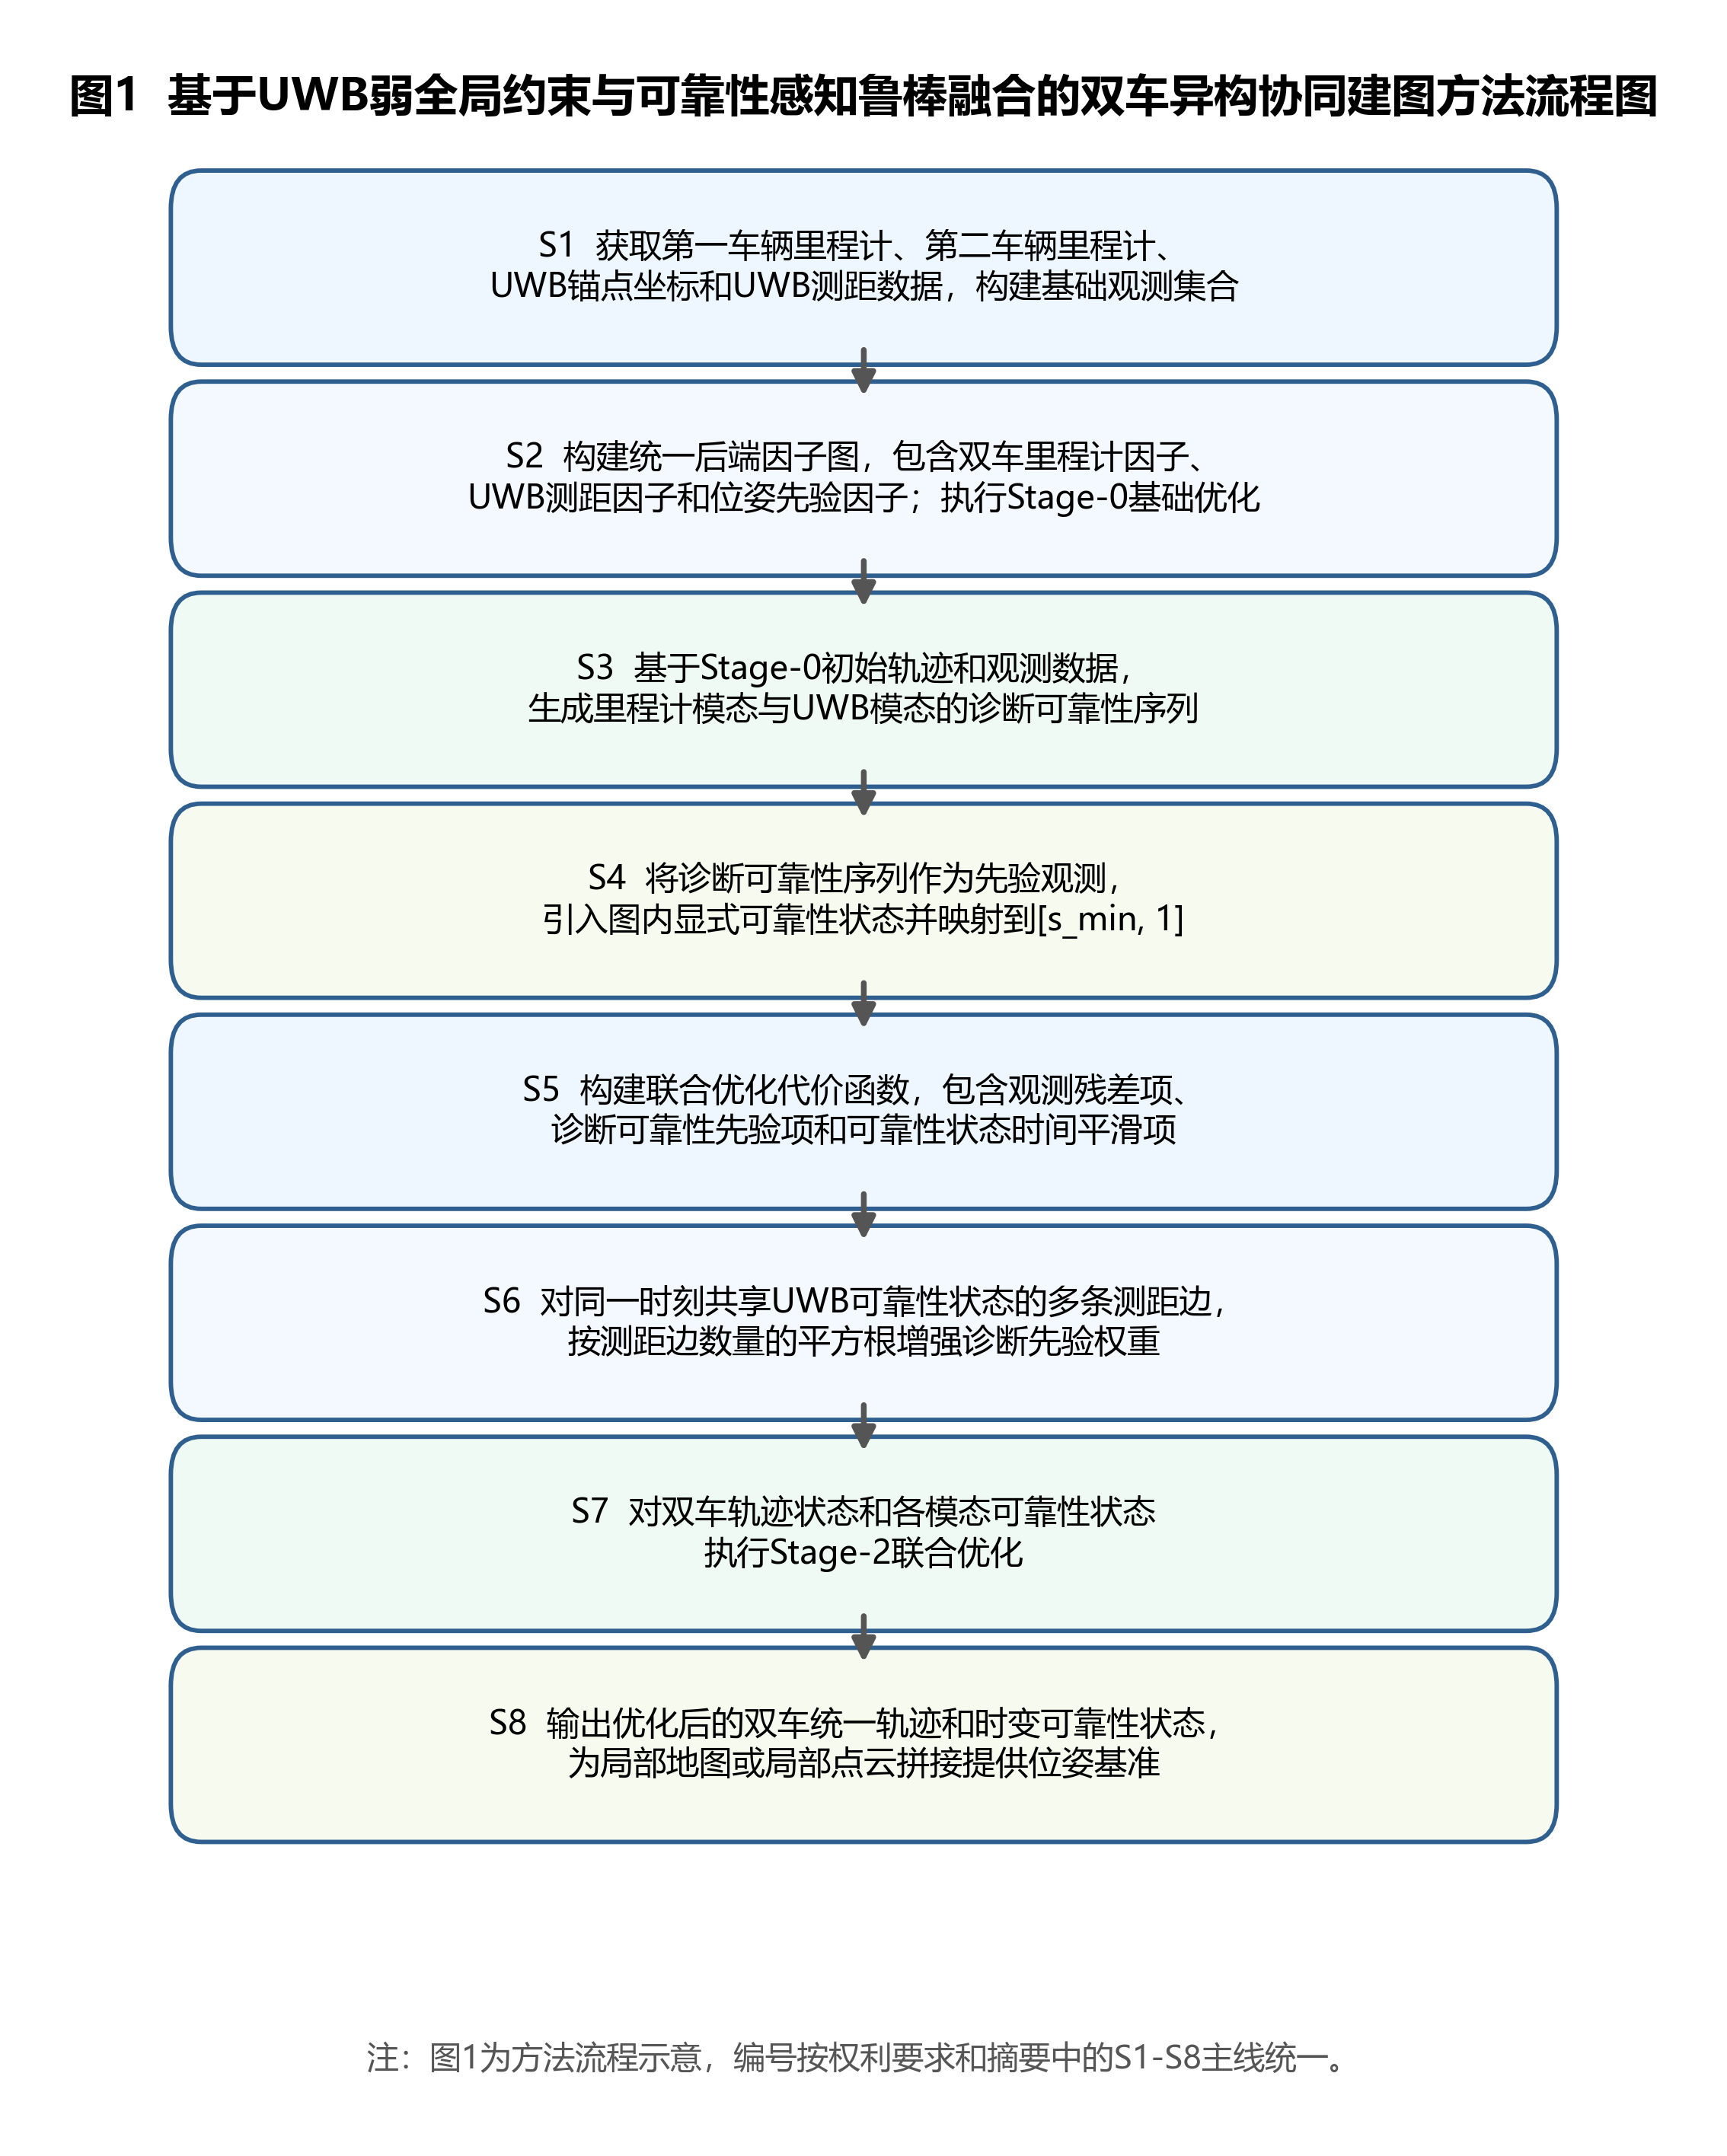 图1  基于UWB弱全局约束与可靠性感知鲁棒融合的双车异构协同建图方法流程图
S1  获取第一车辆里程计、第二车辆里程计、
UWB锚点坐标和UWB测距数据，构建基础观测集合
S2  构建统一后端因子图，包含双车里程计因子、
UWB测距因子和位姿先验因子；执行Stage-0基础优化
S3  基于Stage-0初始轨迹和观测数据，
生成里程计模态与UWB模态的诊断可靠性序列
S4  将诊断可靠性序列作为先验观测，
引入图内显式可靠性状态并映射到[s_min, 1]
S5  构建联合优化代价函数，包含观测残差项、
诊断可靠性先验项和可靠性状态时间平滑项
S6  对同一时刻共享UWB可靠性状态的多条测距边，
按测距边数量的平方根增强诊断先验权重
S7  对双车轨迹状态和各模态可靠性状态
执行Stage-2联合优化
S8  输出优化后的双车统一轨迹和时变可靠性状态，
为局部地图或局部点云拼接提供位姿基准
注：图1为方法流程示意，编号按权利要求和摘要中的S1-S8主线统一。